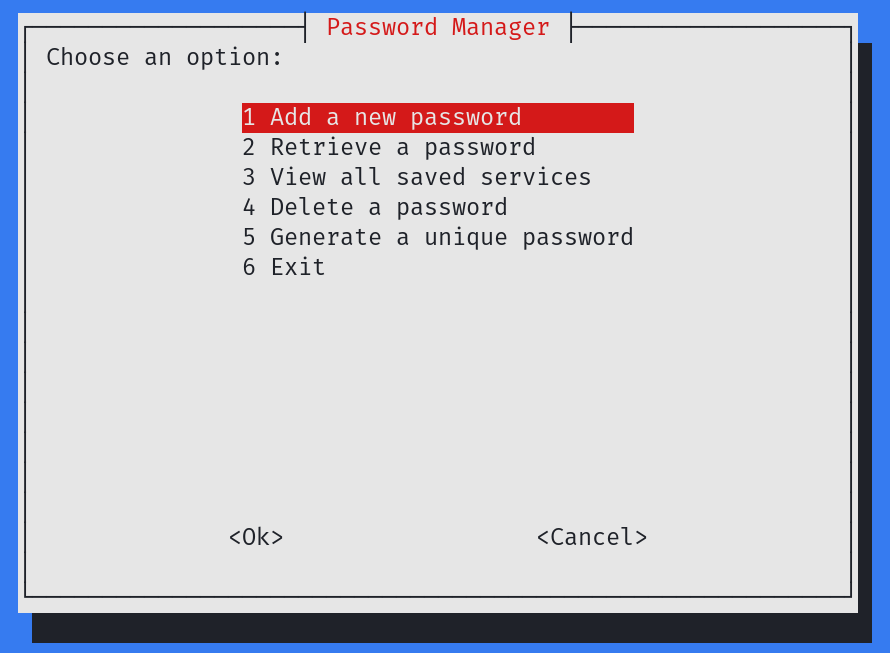 Password Manager
Choose an option:
1 Add a new password
2 Retrieve a password
3 View all saved services
4 Delete a password
5 Generate a unique password
6 Exit
<Ok> <Cancel>